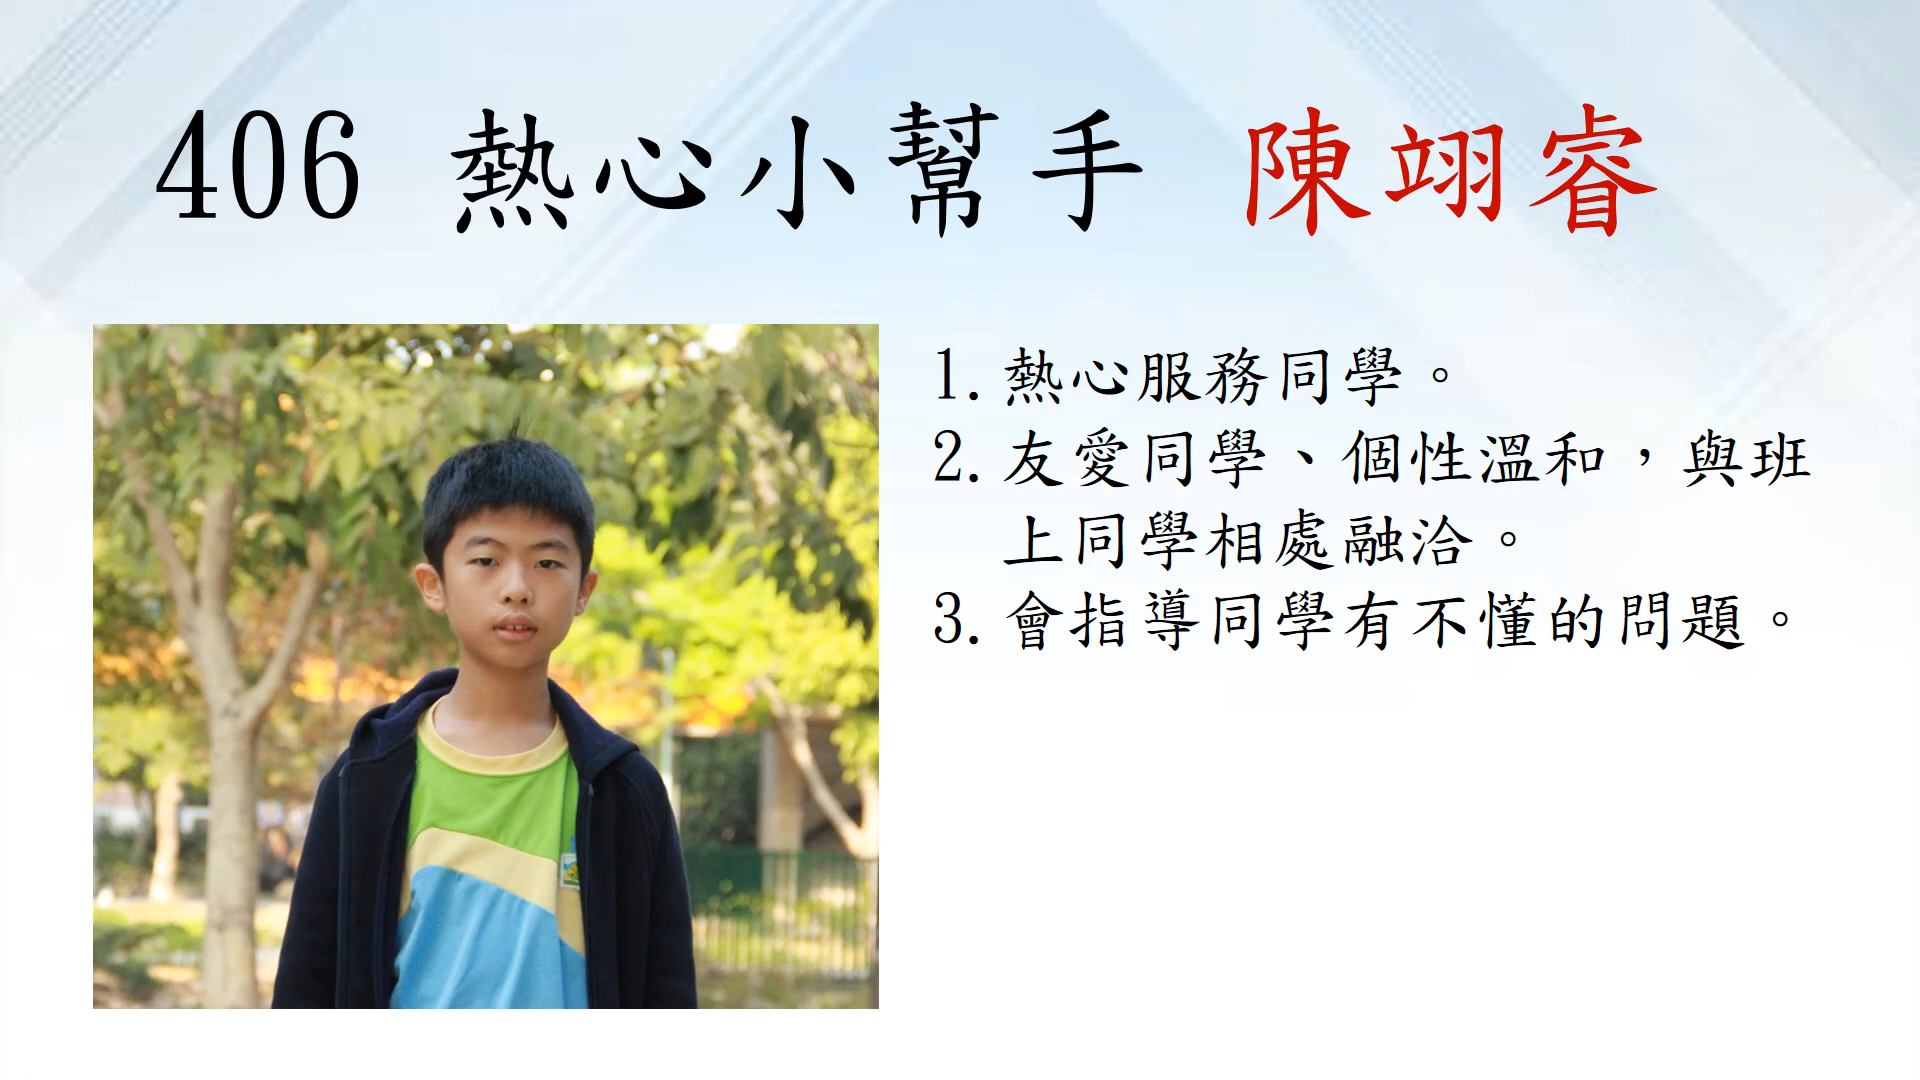 406 熱心小幫手 陳翊睿
1. 熱心服務同學。
2. 友愛同學、個性溫和，與班
上同學相處融洽。
3. 會指導同學有不懂的問題。